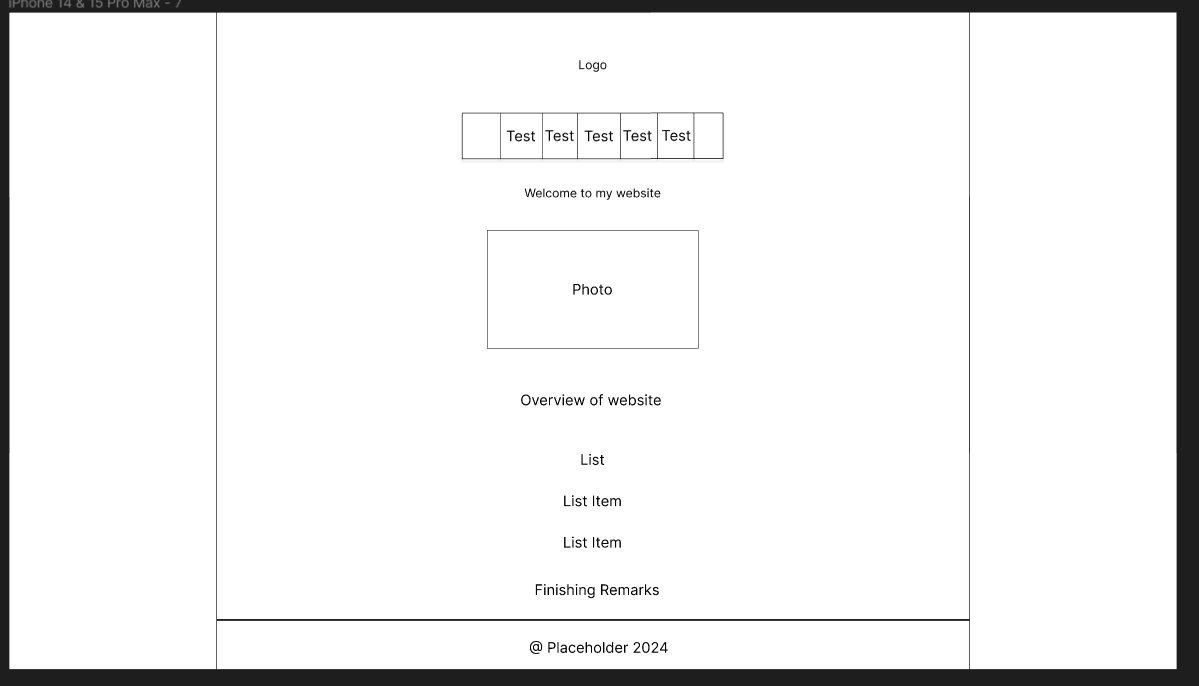 iPhone 14 & 15 Pro Max - 7
Logo
Test Test Test Test Test
Welcome to my website
Photo
Overview of website
List
List Item
List Item
Finishing Remarks
@ Placeholder 2024